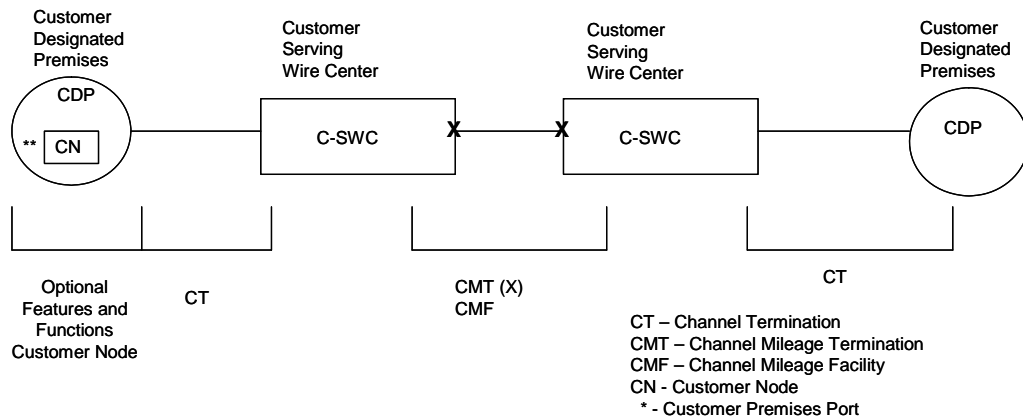 Customer
Designated
Premises
Customer
Serving
Wire Center
Customer
Serving
Wire Center
Customer
Designated
Premises
CDP
** CN
C-SWC
X
X
C-SWC
CDP
Optional
Features and
Functions
Customer Node
CT
CMT (X)
CMF
CT
CT – Channel Termination
CMT – Channel Mileage Termination
CMF – Channel Mileage Facility
CN - Customer Node
* - Customer Premises Port